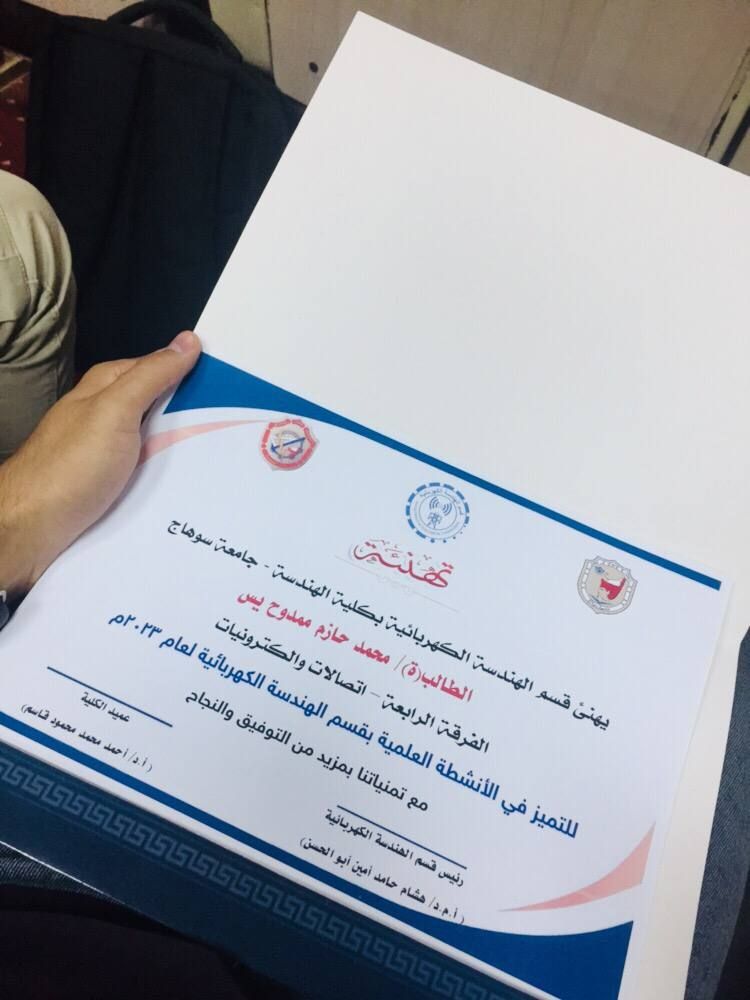 تهنئة
يهنئ قسم الهندسة الكهربائية بكلية الهندسة - جامعة سوهاج
الطالب(ة)/ محمد حازم ممدوح يس
الفرقة الرابعة – اتصالات والكترونيات
للتميز في الأنشطة العلمية بقسم الهندسة الكهربائية لعام ٢٠٢٣م
مع تمنياتنا بمزيد من التوفيق والنجاح
رئيس قسم الهندسة الكهربائية
( أ.م.د/ هشام حامد أمين أبو الحسن)
عميد الكلية
( أ.د/ أحمد محمد محمود قاسم)